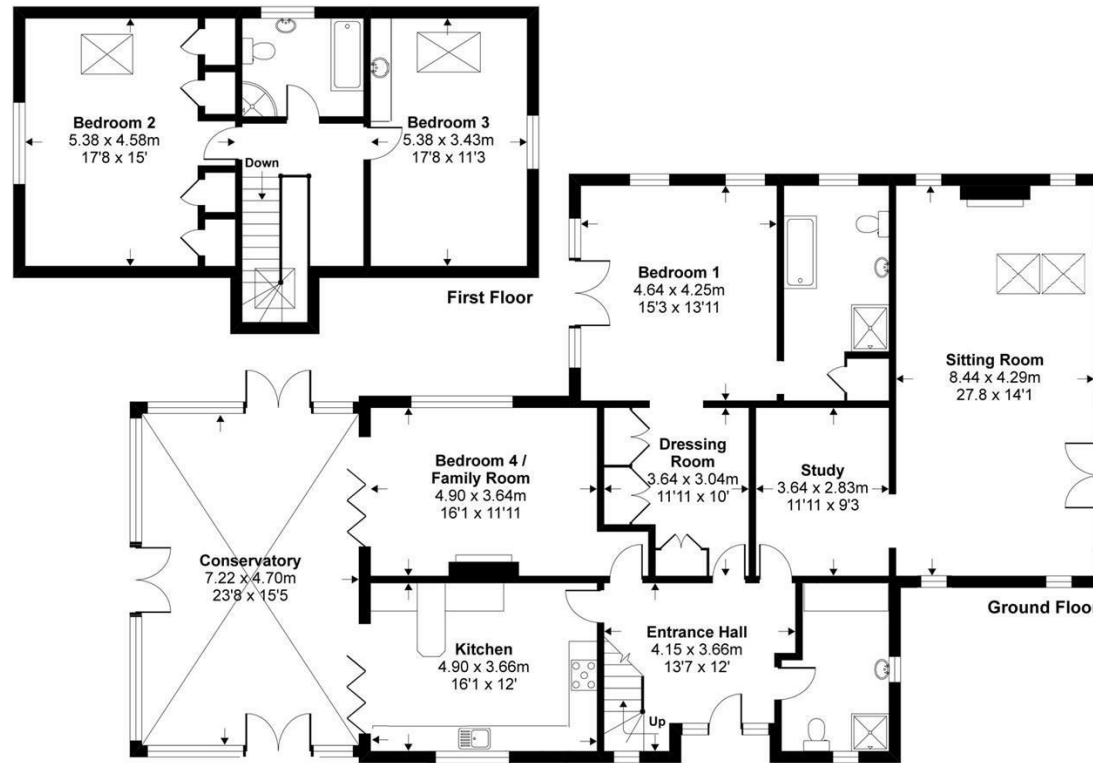 Bedroom 2
5.38 x 4.58m
17'8 x 15'
Bedroom 3
5.38 x 3.43m
17'8 x 11'3
Down
First Floor
Bedroom 1
4.64 x 4.25m
15'3 x 13'11
Sitting Room
8.44 x 4.29m
27.8 x 14'1
Bedroom 4 /
Family Room
4.90 x 3.64m
16'1 x 11'11
Dressing
Room
3.64 x 3.04m
11'11 x 10'
Study
3.64 x 2.83m
11'11 x 9'3
Conservatory
7.22 x 4.70m
23'8 x 15'5
Kitchen
4.90 x 3.66m
16'1 x 12'
Entrance Hall
4.15 x 3.66m
13'7 x 12'
Up
Ground Floor